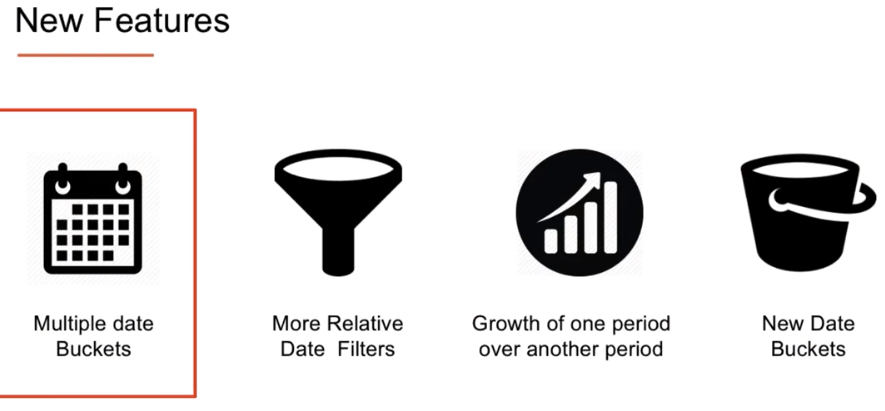 New Features
Multiple date
Buckets
More Relative
Date Filters
Growth of one period
over another period
New Date
Buckets